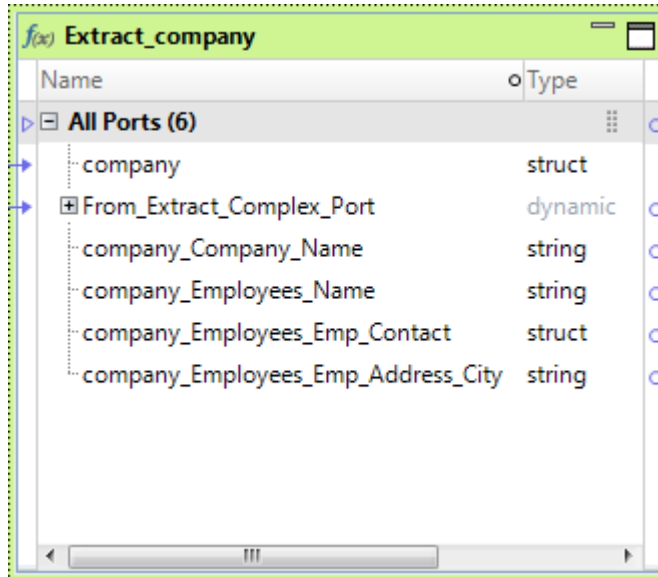 f(x) Extract_company
Name Type
All Ports (6)
company struct
From_Extract_Complex_Port dynamic
company_Company_Name string
company_Employees_Name string
company_Employees_Emp_Contact struct
company_Employees_Emp_Address_City string